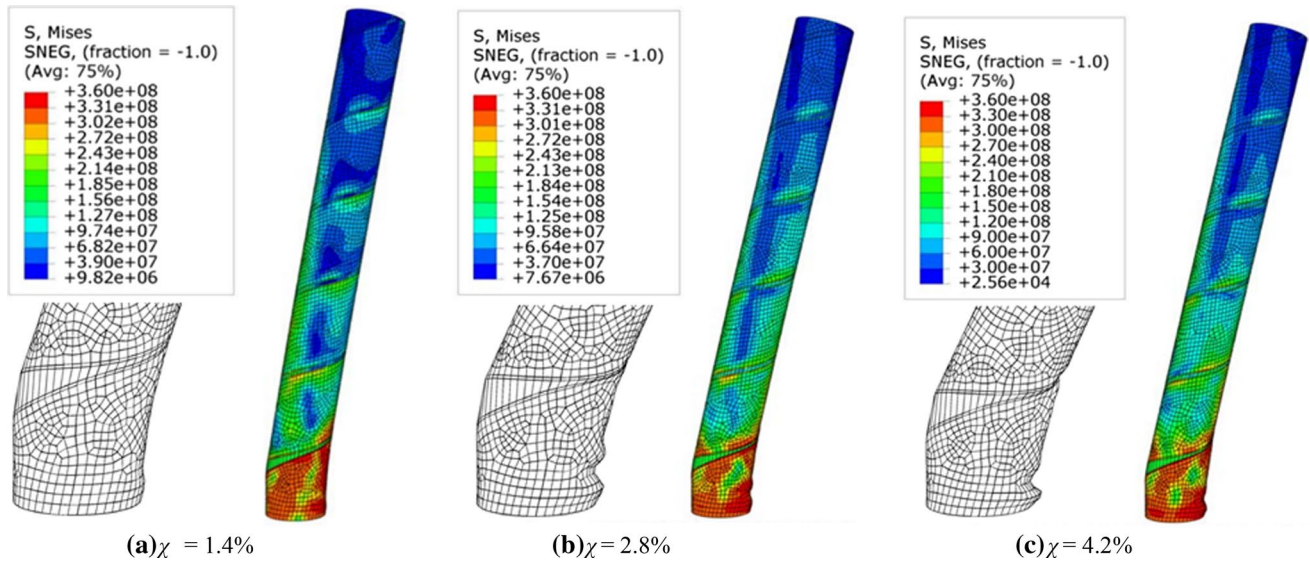 S, Mises
SNEG, (fraction = -1.0)
(Avg: 75%)
+3.60e+08
+3.31e+08
+3.02e+08
+2.72e+08
+2.43e+08
+2.14e+08
+1.85e+08
+1.56e+08
+1.27e+08
+9.74e+07
+6.82e+07
+3.90e+07
+9.82e+06
(a)χ = 1.4%
S, Mises
SNEG, (fraction = -1.0)
(Avg: 75%)
+3.60e+08
+3.31e+08
+3.01e+08
+2.72e+08
+2.43e+08
+2.13e+08
+1.84e+08
+1.54e+08
+1.25e+08
+9.58e+07
+6.64e+07
+3.70e+07
+7.67e+06
(b)χ = 2.8%
S, Mises
SNEG, (fraction = -1.0)
(Avg: 75%)
+3.60e+08
+3.30e+08
+3.00e+08
+2.70e+08
+2.40e+08
+2.10e+08
+1.80e+08
+1.50e+08
+1.20e+08
+9.00e+07
+6.00e+07
+3.00e+07
+2.56e+04
(c)χ = 4.2%